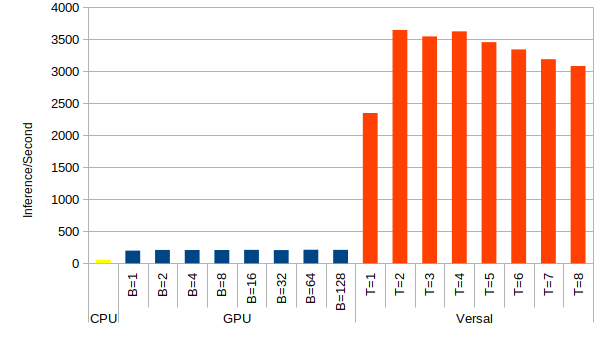 4000
3500
3000
2500
2000
1500
1000
500
0
Inference/Second
B=1
B=2
B=4
B=8
B=16
B=32
B=64
B=128
T=1
T=2
T=3
T=4
T=5
T=6
T=7
T=8
CPU
GPU
Versal